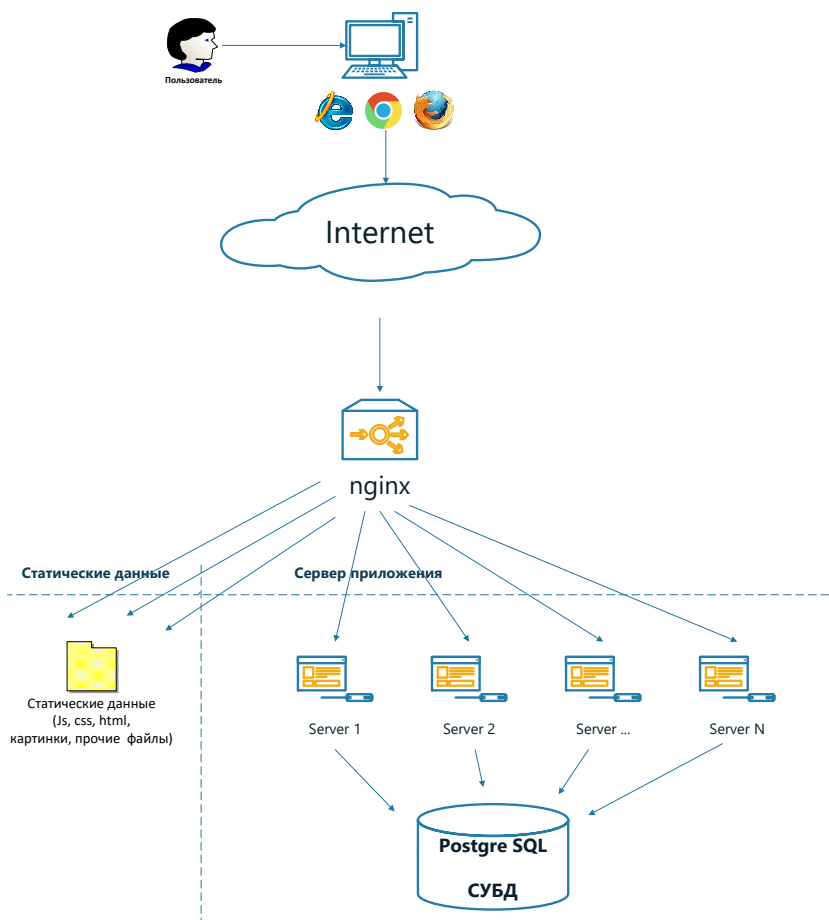 Пользователь
Internet
nginx
Статические данные
Сервер приложения
Статические данные
(Js, css, html,
картинки, прочие файлы)
Server 1
Server 2
Server ...
Server N
Postgre SQL
СУБД